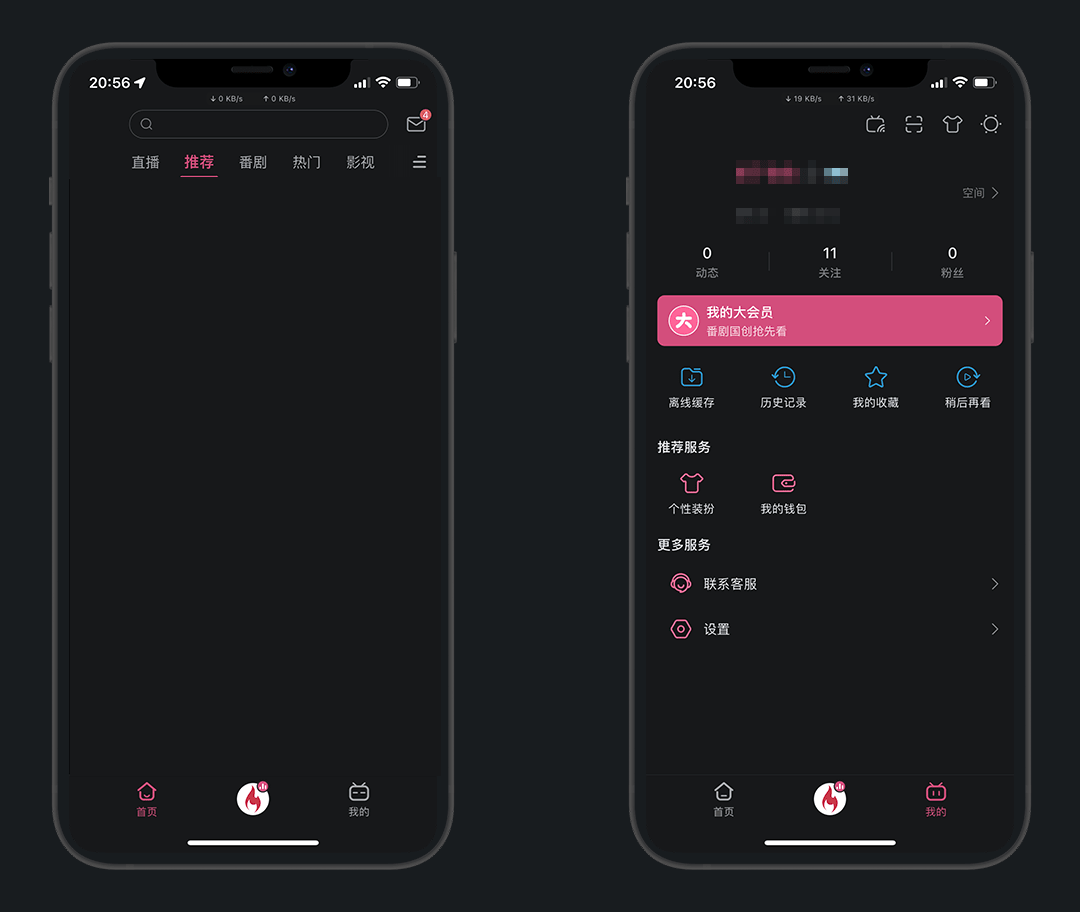 20:56
↓ 0 KB/s ↑ 0 KB/s
4
直播 推荐 番剧 热门 影视
首页 我的
20:56
↓ 19 KB/s ↑ 31 KB/s
空间
0 11 0
动态 关注 粉丝
大
我的大会员
番剧国创抢先看
离线缓存 历史记录 我的收藏 稍后再看
推荐服务
个性装扮 我的钱包
更多服务
联系客服
设置
首页 我的